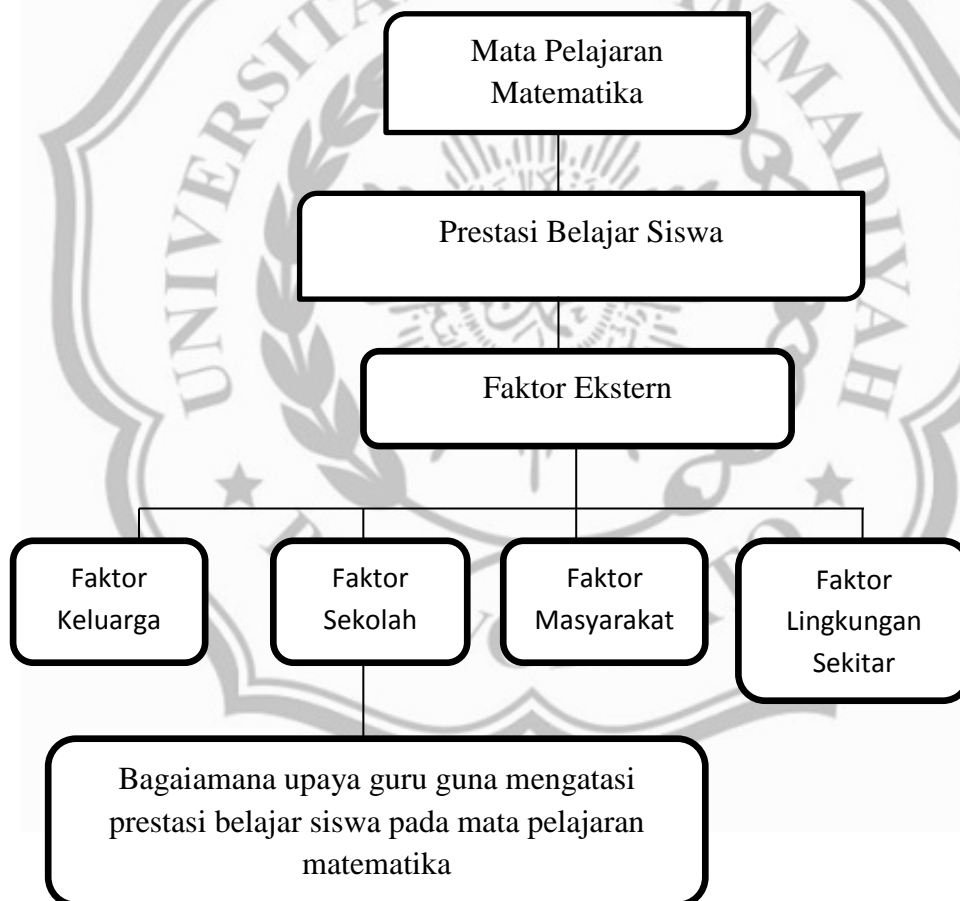 Mata Pelajaran
Matematika
Prestasi Belajar Siswa
Faktor Ekstern
Faktor
Keluarga
Faktor
Sekolah
Faktor
Masyarakat
Faktor
Lingkungan
Sekitar
Bagaiamana upaya guru guna mengatasi
prestasi belajar siswa pada mata pelajaran
matematika